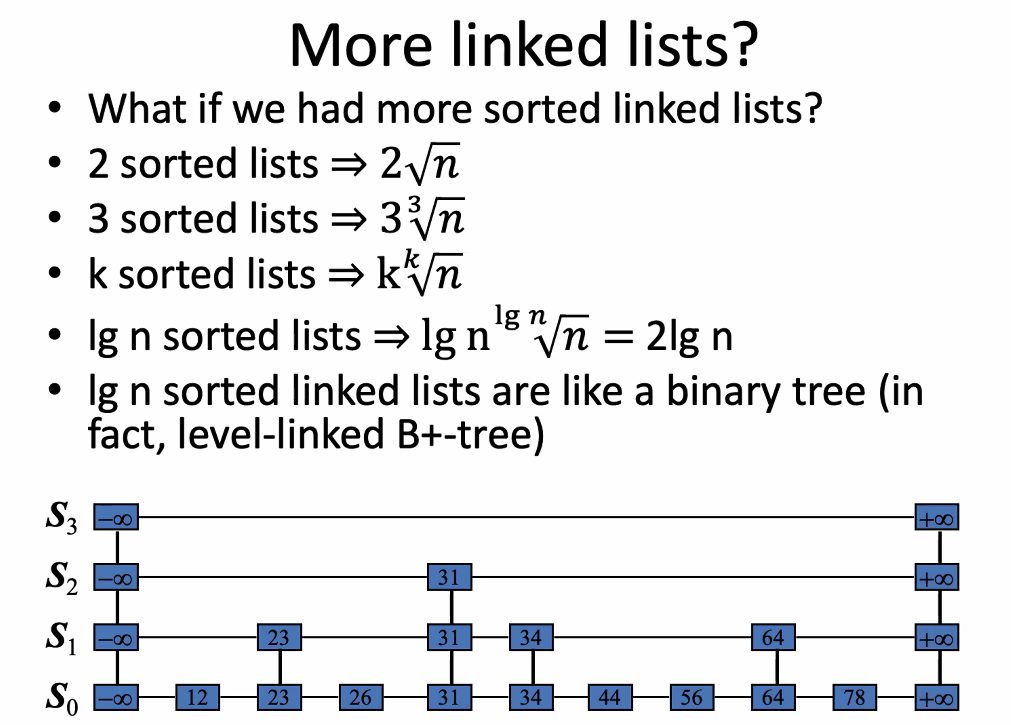 More linked lists?
• What if we had more sorted linked lists?
• 2 sorted lists ⇒ 2√n
• 3 sorted lists ⇒ 3∛n
• k sorted lists ⇒ k ᵏ√n
• lg n sorted lists ⇒ lg n ˡᵍ ⁿ√n = 2lg n
• lg n sorted linked lists are like a binary tree (in
fact, level-linked B+-tree)
S₃ −∞ +∞
S₂ −∞ 31 +∞
S₁ −∞ 23 31 34 64 +∞
S₀ −∞ 12 23 26 31 34 44 56 64 78 +∞